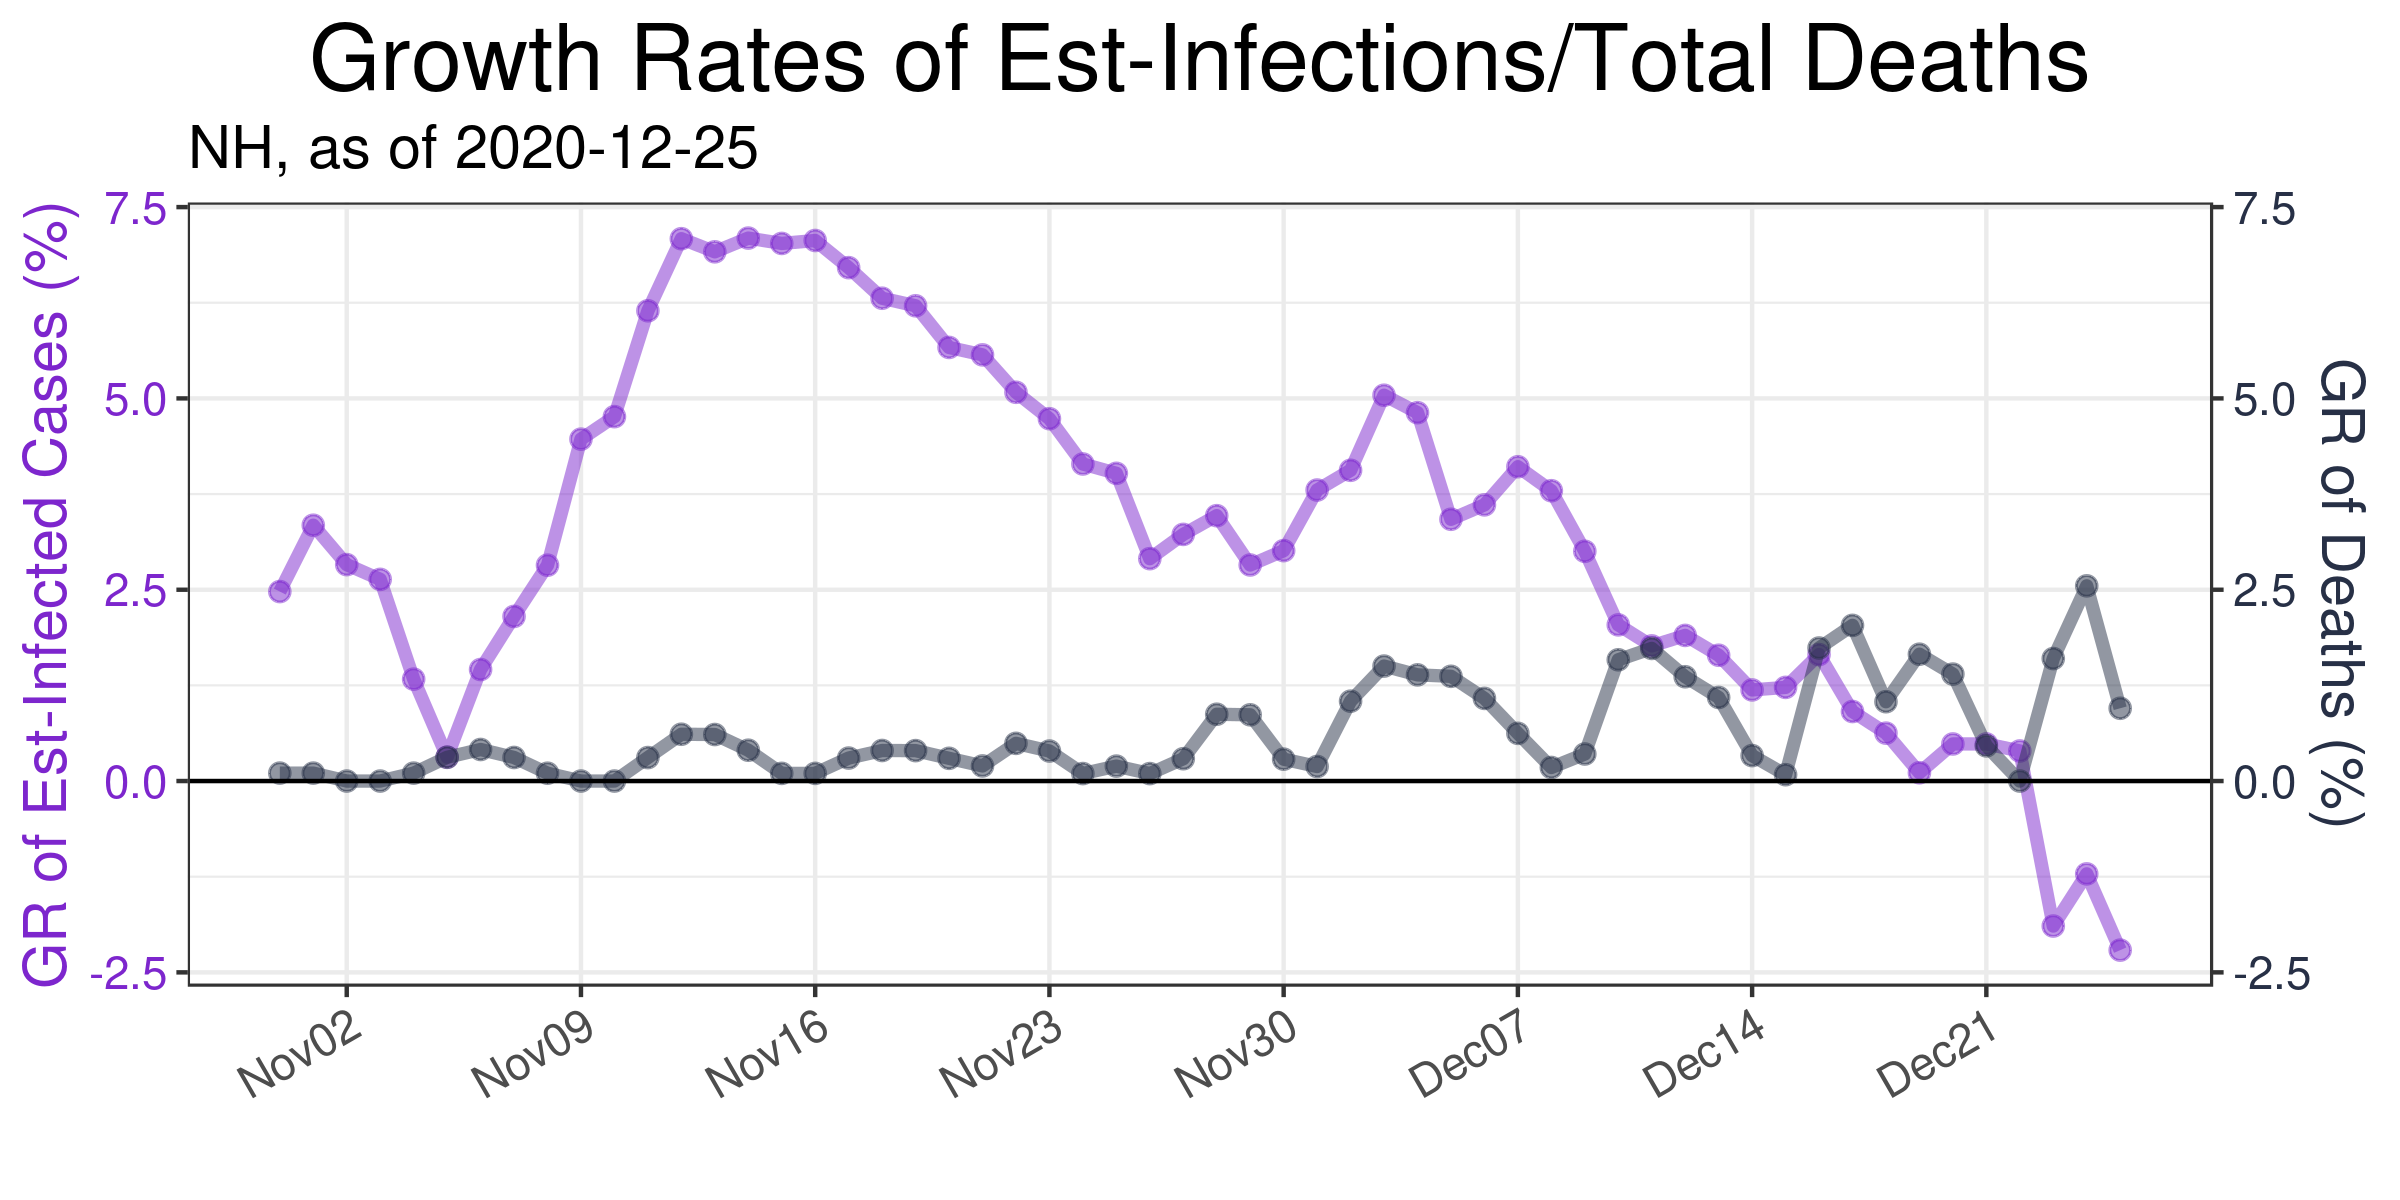 Growth Rates of Est-Infections/Total Deaths
NH, as of 2020-12-25
GR of Est-Infected Cases (%)
7.5
5.0
2.5
0.0
-2.5
7.5
5.0
2.5
0.0
-2.5
GR of Deaths (%)
Nov02
Nov09
Nov16
Nov23
Nov30
Dec07
Dec14
Dec21